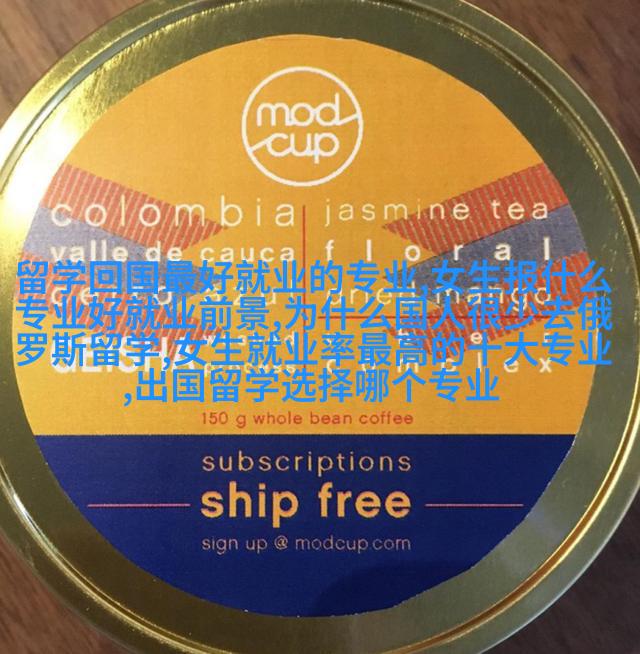 mod
cup
colombia
jasmine tea
valle de cauca
floral
留学回国最好就业的专业,女生报什么
专业好就业前景,为什么国人很少去俄
罗斯留学,女生就业率最高的十大专业
,出国留学选择哪个专业
dried mango
complex
150 g whole bean coffee
subscriptions
ship free
sign up @ modcup.com